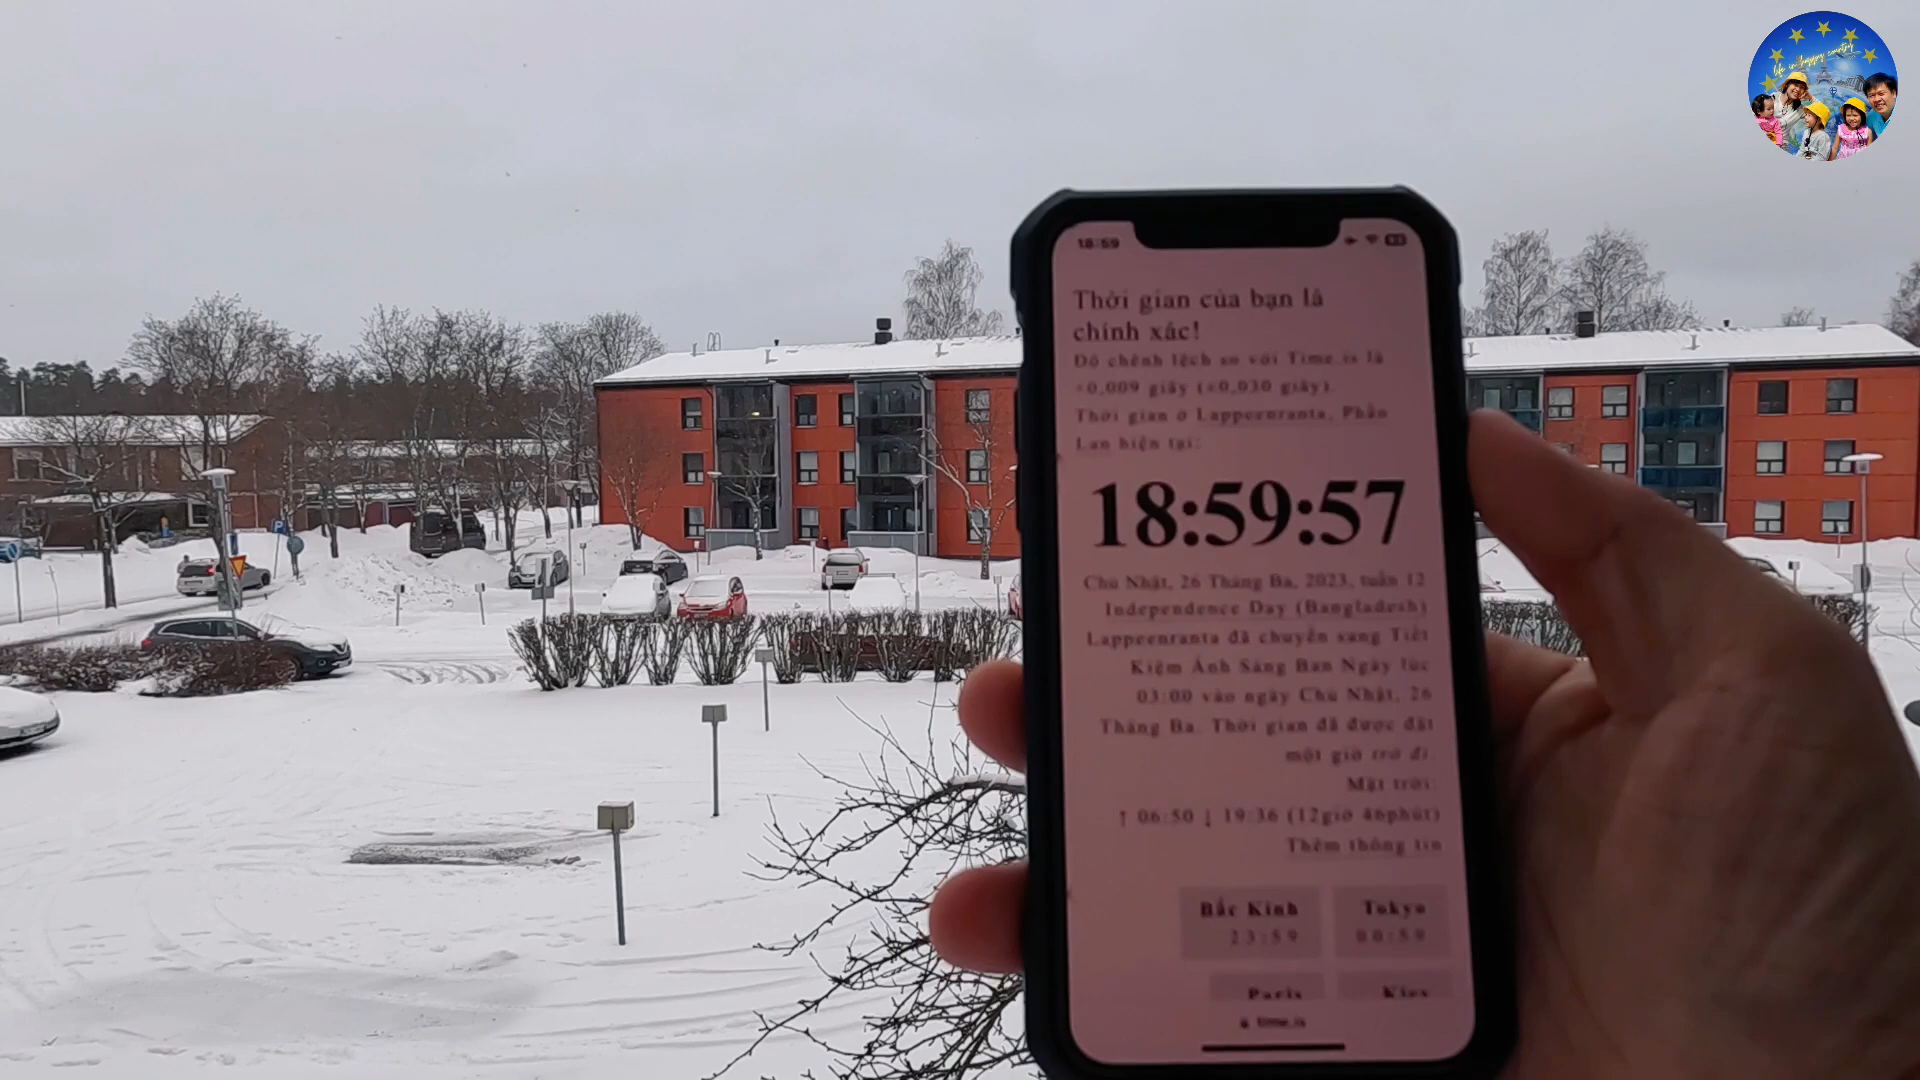 life in happy country
18:59
Thời gian của bạn là
chính xác!
Độ chênh lệch so với Time.is là
+0,009 giây (±0,030 giây).
Thời gian ở Lappeenranta, Phần
Lan hiện tại:
18:59:57
Chủ Nhật, 26 Tháng Ba, 2023, tuần 12
Independence Day (Bangladesh)
Lappeenranta đã chuyển sang Tiết
Kiệm Ánh Sáng Ban Ngày lúc
03:00 vào ngày Chủ Nhật, 26
Tháng Ba. Thời gian đã được đặt
một giờ trở đi.
Mặt trời:
↑ 06:50 ↓ 19:36 (12giờ 46phút)
Thêm thông tin
Bắc Kinh
23:59
Tokyo
00:59
Paris
Kiev
time.is
P